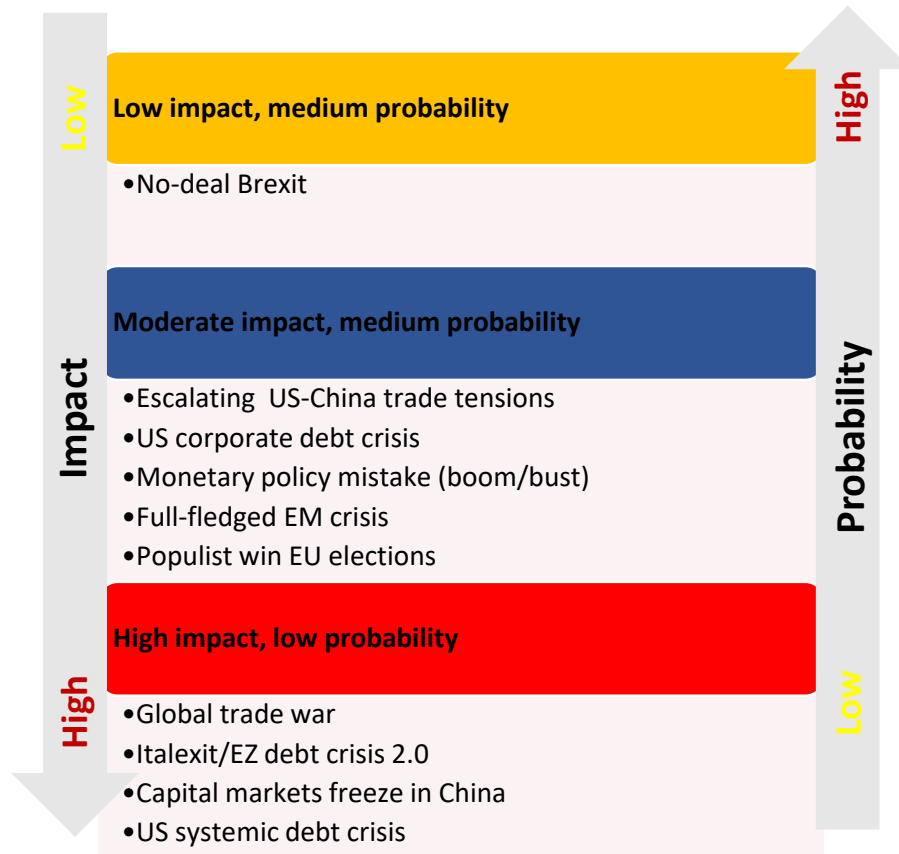 Low
High
Low impact, medium probability
•No-deal Brexit
Moderate impact, medium probability
Impact
Probability
•Escalating  US-China trade tensions
•US corporate debt crisis
•Monetary policy mistake (boom/bust)
•Full-fledged EM crisis
•Populist win EU elections
High impact, low probability
High
Low
•Global trade war
•Italexit/EZ debt crisis 2.0
•Capital markets freeze in China
•US systemic debt crisis